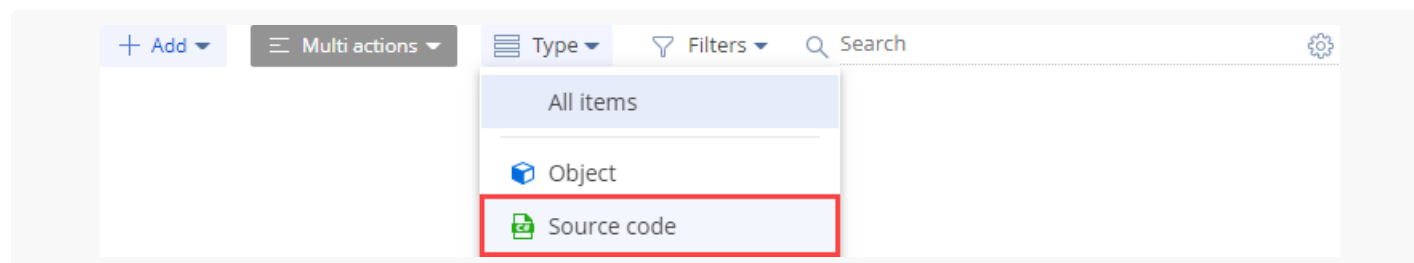 Add Multi actions Type Filters Search
All items
Object
C# Source code